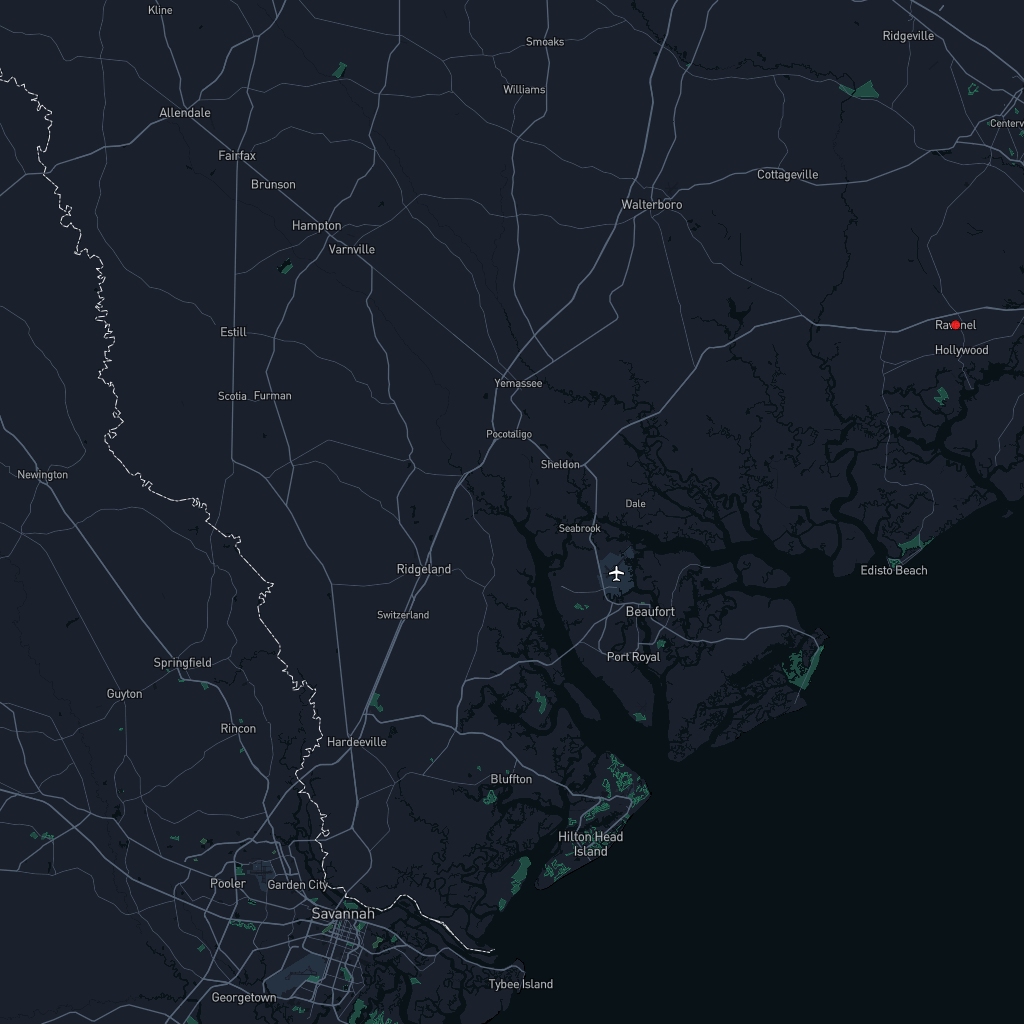 Kline
Smoaks
Ridgeville
Williams
Allendale
Fairfax
Brunson
Cottageville
Walterboro
Hampton
Varnville
Estill
Ravenel
Hollywood
Yemassee
Scotia
Furman
Pocotaligo
Sheldon
Newington
Dale
Seabrook
Ridgeland
Edisto Beach
Switzerland
Beaufort
Port Royal
Springfield
Guyton
Rincon
Hardeeville
Bluffton
Hilton Head
Island
Pooler
Garden City
Savannah
Tybee Island
Georgetown